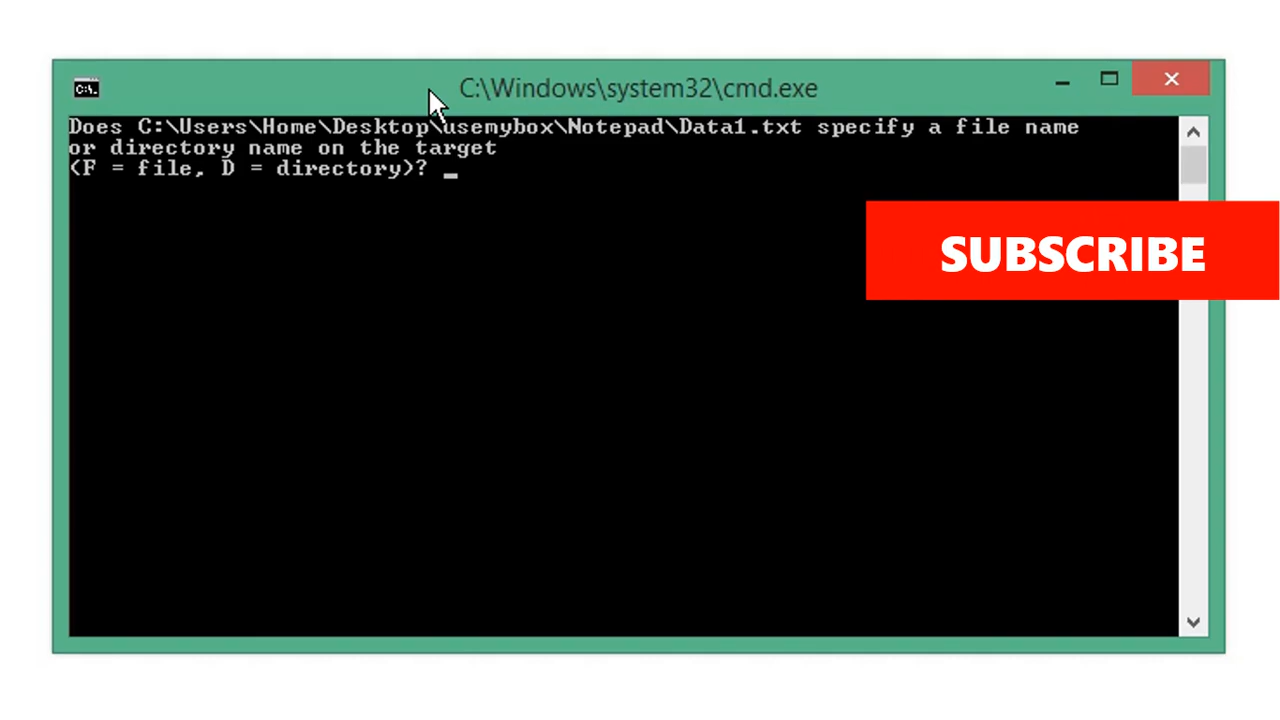 C:\Windows\system32\cmd.exe
Does C:\Users\Home\Desktop\usemybox\Notepad\Data1.txt specify a file name
or directory name on the target
(F = file, D = directory)? _
SUBSCRIBE